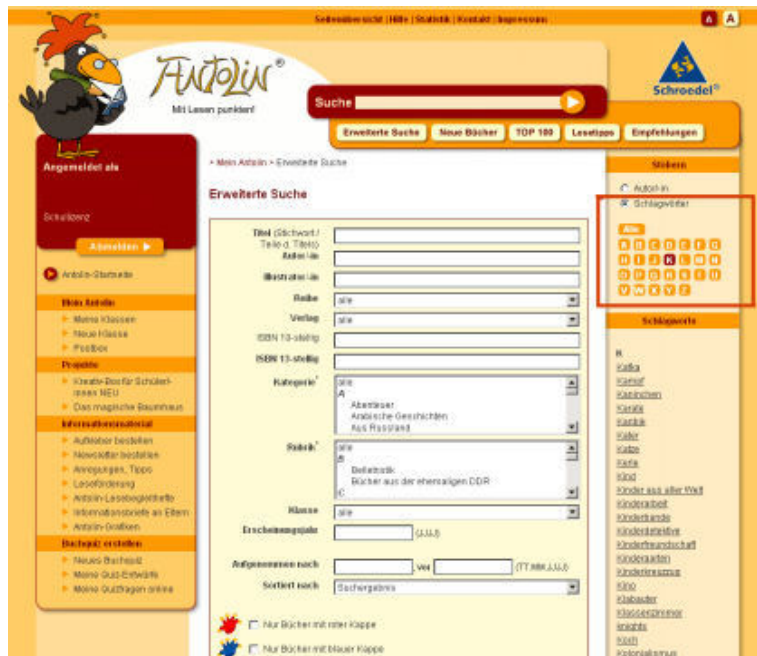 Seitenübersicht | Hilfe | Statistik | Kontakt | Impressum
A A
Antolin®
Mit Lesen punkten!
Schroedel®
Suche
Erweiterte Suche Neue Bücher TOP 100 Lesetipps Empfehlungen
Angemeldet als
Schullizenz
Abmelden
Antolin-Startseite
Mein Antolin
Meine Klassen
Neue Klasse
Postbox
Projekte
Kreativ-Box für Schüler/-
innen NEU
Das magische Baumhaus
Informationsmaterial
Aufkleber bestellen
Newsletter bestellen
Anregungen, Tipps
Leseförderung
Antolin-Lesebegleithefte
Informationsbriefe an Eltern
Antolin-Grafiken
Buchquiz erstellen
Neues Buchquiz
Meine Quiz-Entwürfe
Meine Quizfragen online
• Mein Antolin • Erweiterte Suche
Erweiterte Suche
Titel (Stichwort /
Teile d. Titels)
Autor/-in
Illustrator/-in
Reihe alle
Verlag alle
ISBN 10-stellig
ISBN 13-stellig
Kategorie* alle
A
Abenteuer
Arabische Geschichten
Aus Russland
Rubrik* alle
B
Belletristik
Bücher aus der ehemaligen DDR
C
Klasse alle
Erscheinungsjahr (JJJJ)
Aufgenommen nach , vor (TT.MM.JJJJ)
Sortiert nach Suchergebnis
Nur Bücher mit roter Kappe
Nur Bücher mit blauer Kappe
Stöbern
Autor/-in
Schlagwörter
Alle
A B C D E F G
H I J K L M N
O P Q R S T U
V W X Y Z
Schlagworte
K
Kafka
Kampf
Kaninchen
Karate
Kater
Katze
Kerle
Kind
Kinder aus aller Welt
Kinderarbeit
Kinderbande
Kinderdetektive
Kinderfreundschaft
Kindergarten
Kinderkreuzzug
Kino
Klabauter
Klassenzimmer
knights
Koch
Kolonialismus